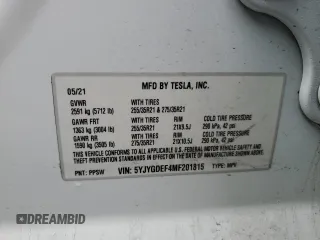 05/21 MFD BY TESLA, INC.
GVWR WITH TIRES
2591 kg (5712 lb) 255/35R21 & 275/35R21
GAWR FRT WITH TIRES RIM COLD TIRE PRESSURE
1363 kg (3004 lb) 255/35R21 21X9.5J 290 kPa, 42 psi
GAWR RR WITH TIRES RIM COLD TIRE PRESSURE
1590 kg (3505 lb) 275/35R21 21X10.5J 290 kPa, 42 psi
THIS VEHICLE CONFORMS TO ALL APPLICABLE U.S. FEDERAL MOTOR VEHICLE SAFETY AND
THEFT PREVENTION STANDARDS IN EFFECT ON THE DATE OF MANUFACTURE SHOWN ABOVE.
PNT: PPSW VIN: 5YJYGDEF4MF201815 TYPE: MPV
© DIAMOND BID